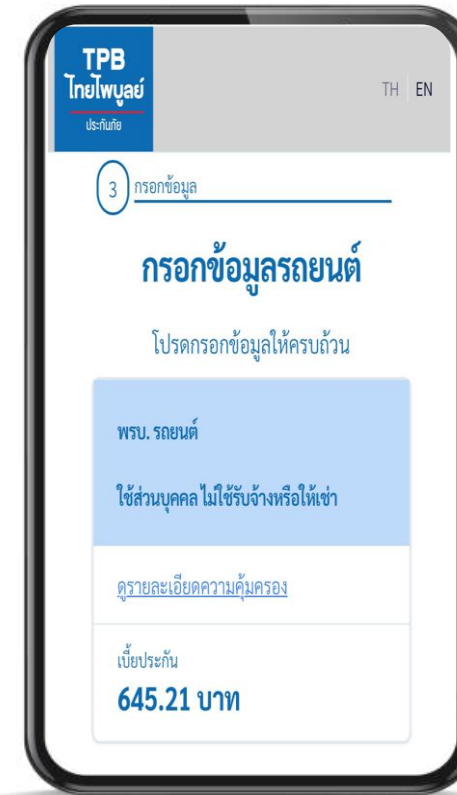 TPB
ไทยไพบูลย์
ประกันภัย
TH EN
3 กรอกข้อมูล
กรอกข้อมูลรถยนต์
โปรดกรอกข้อมูลให้ครบถ้วน
พรบ. รถยนต์
ใช้ส่วนบุคคล ไม่ใช้รับจ้างหรือให้เช่า
ดูรายละเอียดความคุ้มครอง
เบี้ยประกัน
645.21 บาท